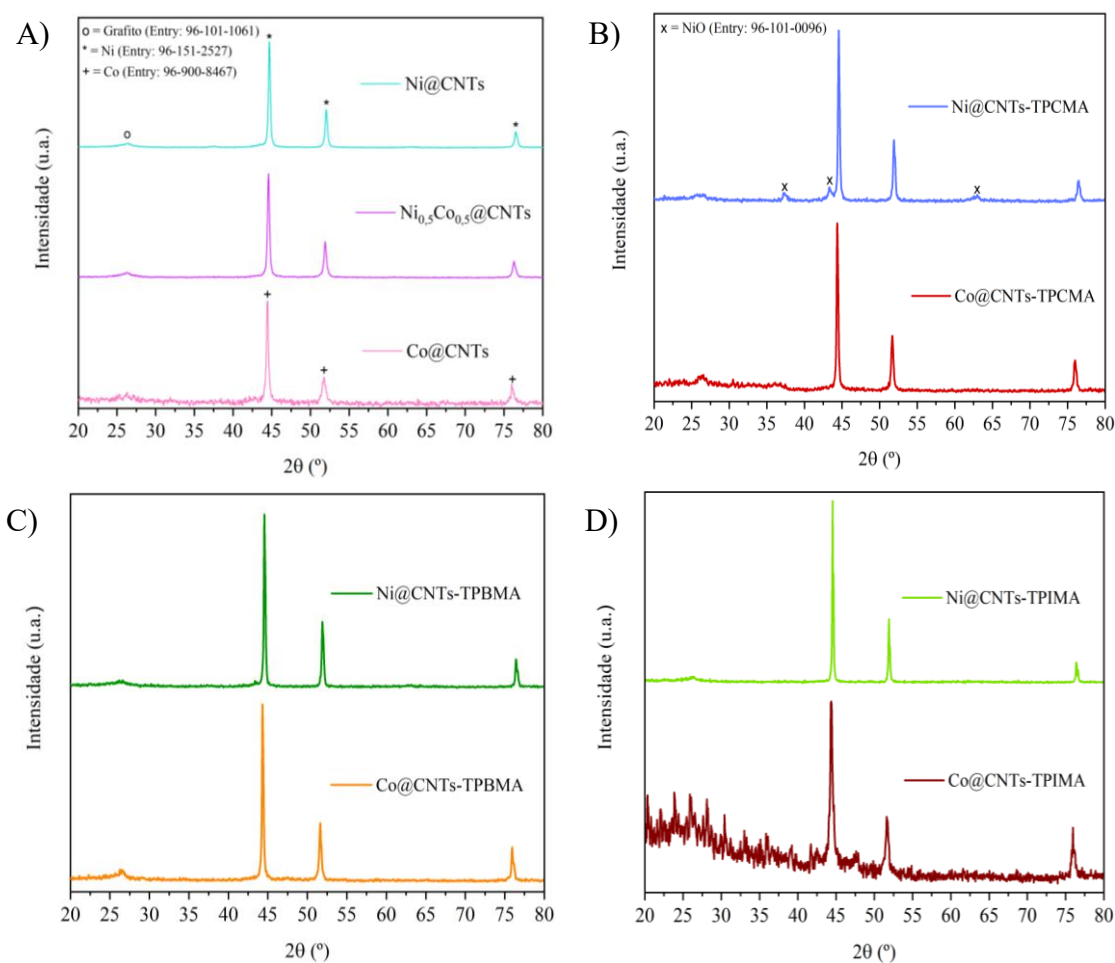 A)
o = Grafito (Entry: 96-101-1061)
* = Ni (Entry: 96-151-2527)
+ = Co (Entry: 96-900-8467)
*
Ni@CNTs
*
*
o
Ni0,5Co0,5@CNTs
+
Co@CNTs
+
+
Intensidade (u.a.)
20 25 30 35 40 45 50 55 60 65 70 75 80
2θ (º)
B)
x = NiO (Entry: 96-101-0096)
Ni@CNTs-TPCMA
x
x
x
Co@CNTs-TPCMA
Intensidade (u.a.)
20 25 30 35 40 45 50 55 60 65 70 75 80
2θ (º)
C)
Ni@CNTs-TPBMA
Co@CNTs-TPBMA
Intensidade (u.a.)
20 25 30 35 40 45 50 55 60 65 70 75 80
2θ (º)
D)
Ni@CNTs-TPIMA
Co@CNTs-TPIMA
Intensidade (u.a.)
20 25 30 35 40 45 50 55 60 65 70 75 80
2θ (º)